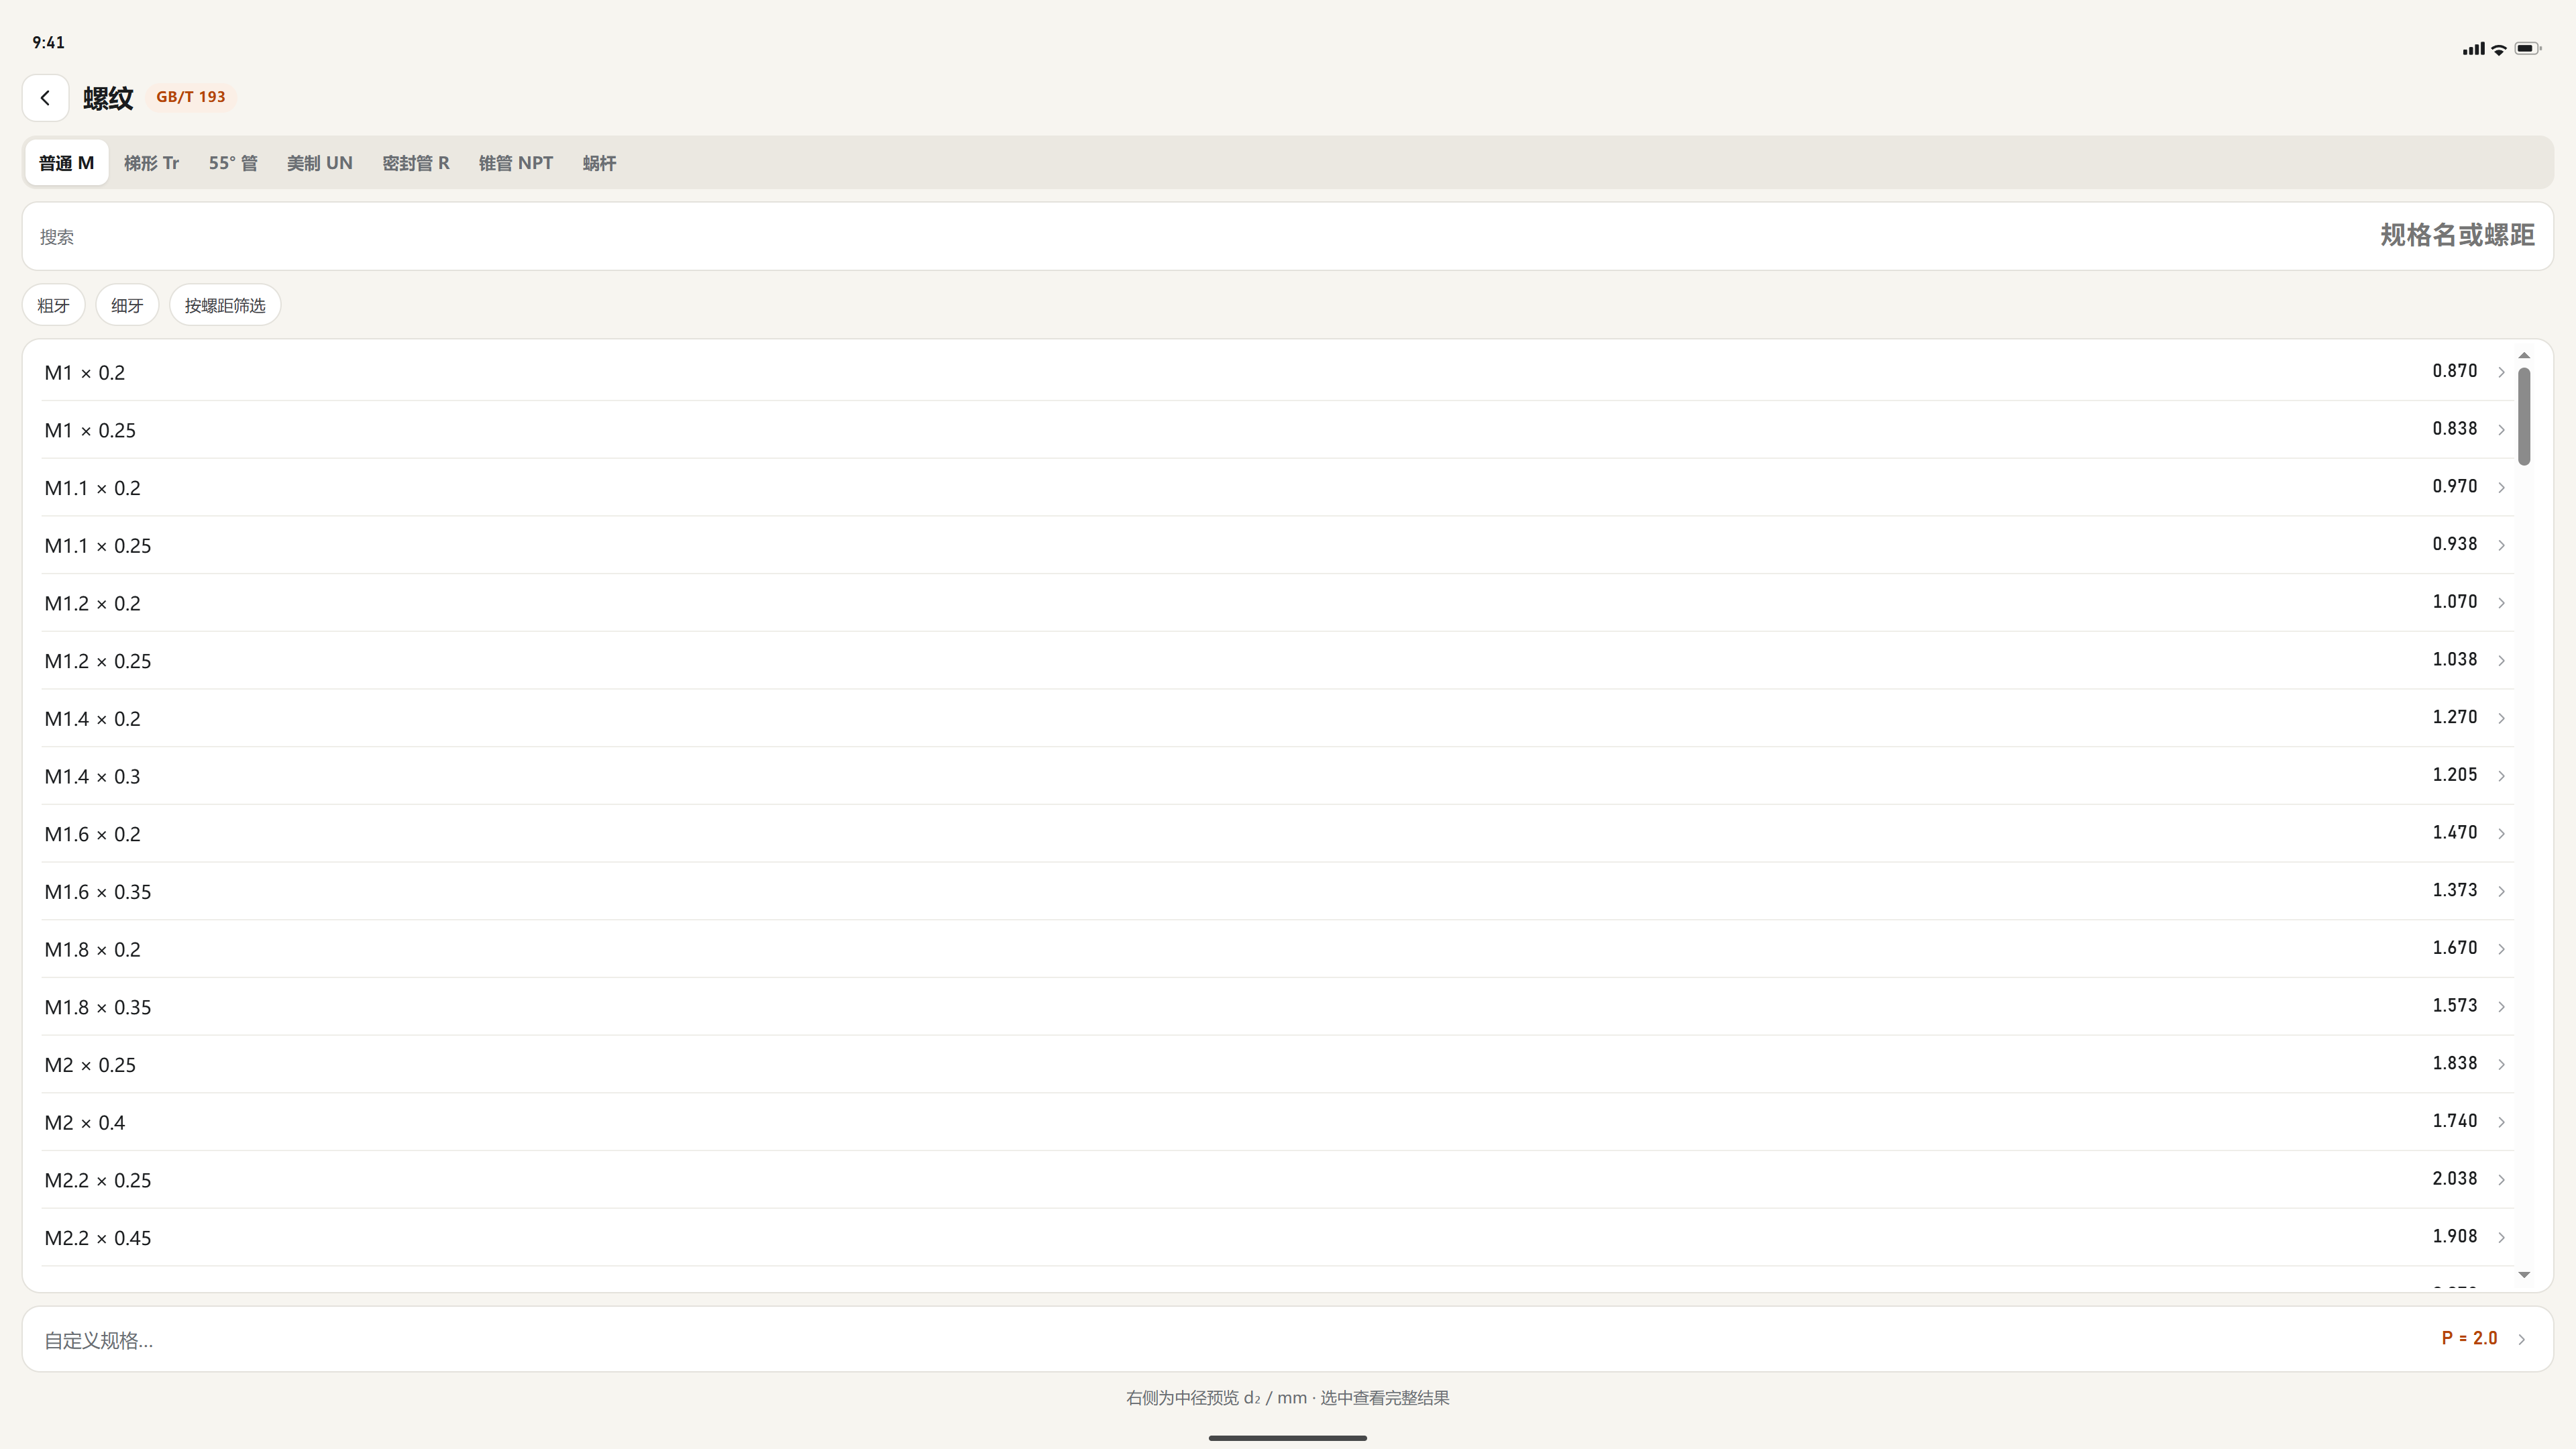 9:41
螺纹 GB/T 193
普通 M 梯形 Tr 55° 管 美制 UN 密封管 R 锥管 NPT 蜗杆
搜索 规格名或螺距
粗牙 细牙 按螺距筛选
M1 × 0.2 0.870
M1 × 0.25 0.838
M1.1 × 0.2 0.970
M1.1 × 0.25 0.938
M1.2 × 0.2 1.070
M1.2 × 0.25 1.038
M1.4 × 0.2 1.270
M1.4 × 0.3 1.205
M1.6 × 0.2 1.470
M1.6 × 0.35 1.373
M1.8 × 0.2 1.670
M1.8 × 0.35 1.573
M2 × 0.25 1.838
M2 × 0.4 1.740
M2.2 × 0.25 2.038
M2.2 × 0.45 1.908
自定义规格... P = 2.0
右侧为中径预览 d₂ / mm · 选中查看完整结果